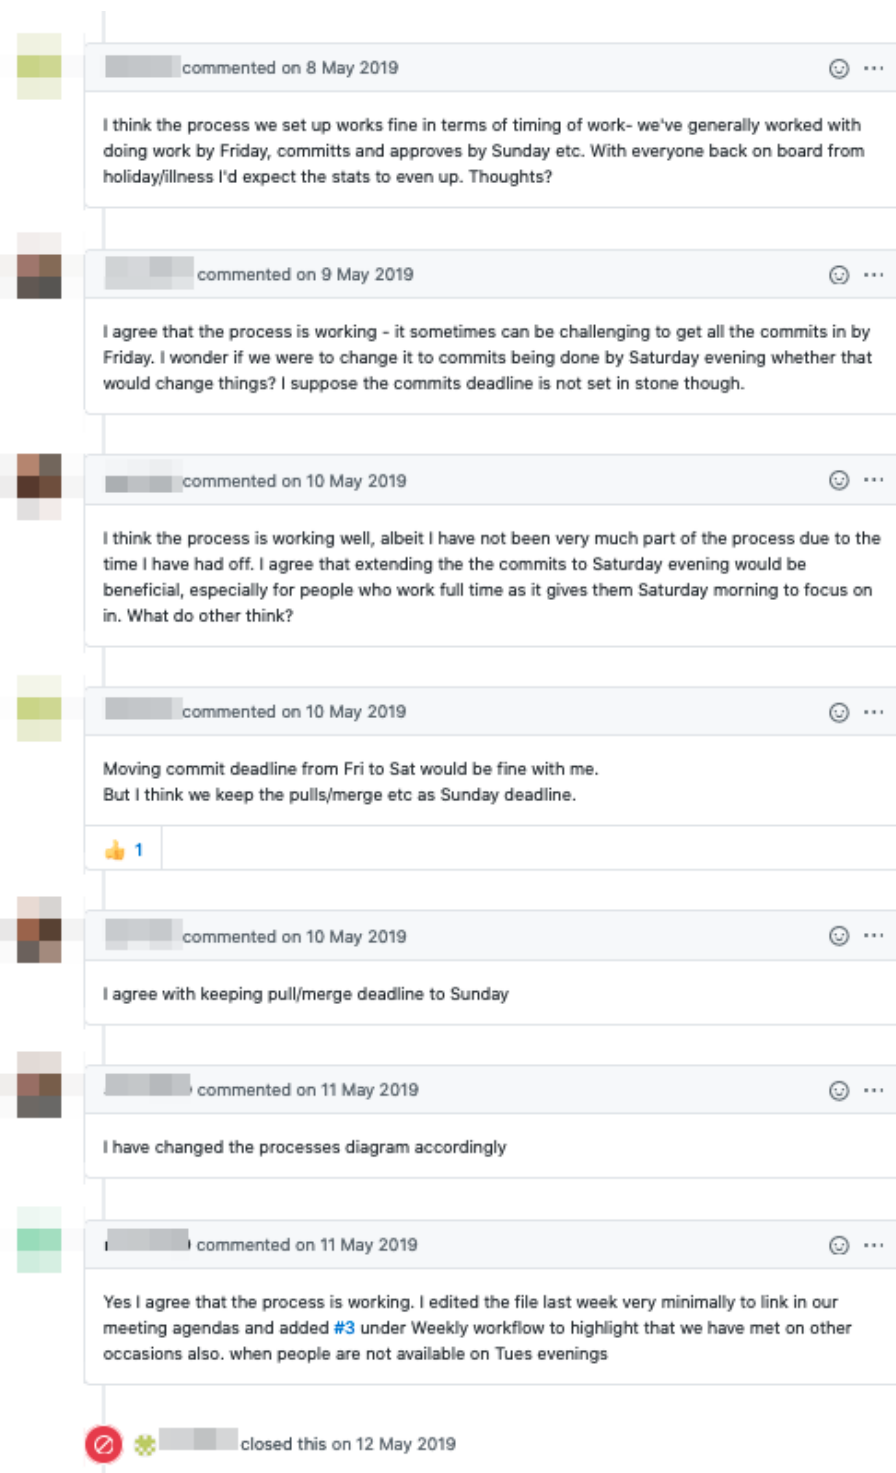 commented on 8 May 2019
I think the process we set up works fine in terms of timing of work- we've generally worked with
doing work by Friday, committs and approves by Sunday etc. With everyone back on board from
holiday/illness I'd expect the stats to even up. Thoughts?
commented on 9 May 2019
I agree that the process is working - it sometimes can be challenging to get all the commits in by
Friday. I wonder if we were to change it to commits being done by Saturday evening whether that
would change things? I suppose the commits deadline is not set in stone though.
commented on 10 May 2019
I think the process is working well, albeit I have not been very much part of the process due to the
time I have had off. I agree that extending the the commits to Saturday evening would be
beneficial, especially for people who work full time as it gives them Saturday morning to focus on
in. What do other think?
commented on 10 May 2019
Moving commit deadline from Fri to Sat would be fine with me.
But I think we keep the pulls/merge etc as Sunday deadline.
👍 1
commented on 10 May 2019
I agree with keeping pull/merge deadline to Sunday
commented on 11 May 2019
I have changed the processes diagram accordingly
commented on 11 May 2019
Yes I agree that the process is working. I edited the file last week very minimally to link in our
meeting agendas and added #3 under Weekly workflow to highlight that we have met on other
occasions also. when people are not available on Tues evenings
closed this on 12 May 2019